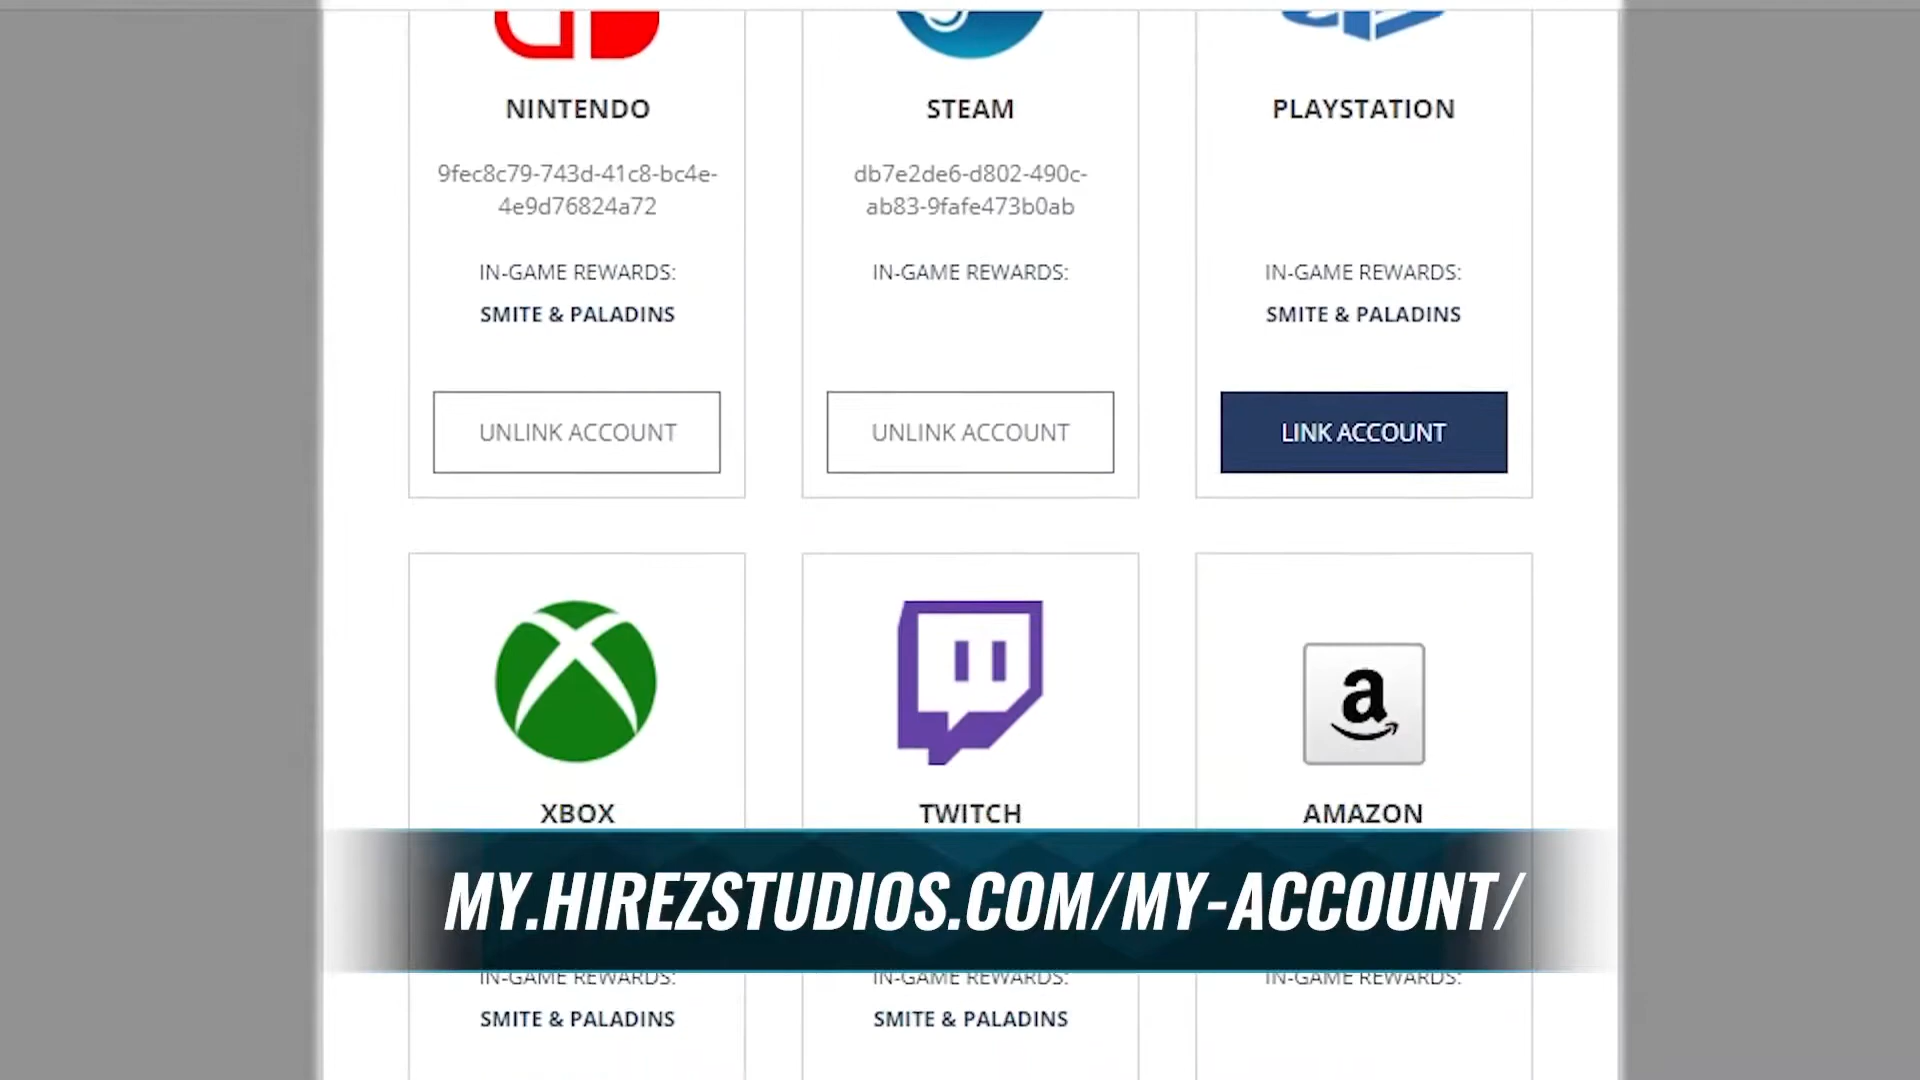 NINTENDO
STEAM
PLAYSTATION
9fec8c79-743d-41c8-bc4e-
4e9d76824a72
db7e2de6-d802-490c-
ab83-9fafe473b0ab
IN-GAME REWARDS:
IN-GAME REWARDS:
IN-GAME REWARDS:
SMITE & PALADINS
SMITE & PALADINS
UNLINK ACCOUNT
UNLINK ACCOUNT
LINK ACCOUNT
a
XBOX
TWITCH
AMAZON
MY.HIREZSTUDIOS.COM/MY-ACCOUNT/
IN-GAME REWARDS:
IN-GAME REWARDS:
IN-GAME REWARDS:
SMITE & PALADINS
SMITE & PALADINS